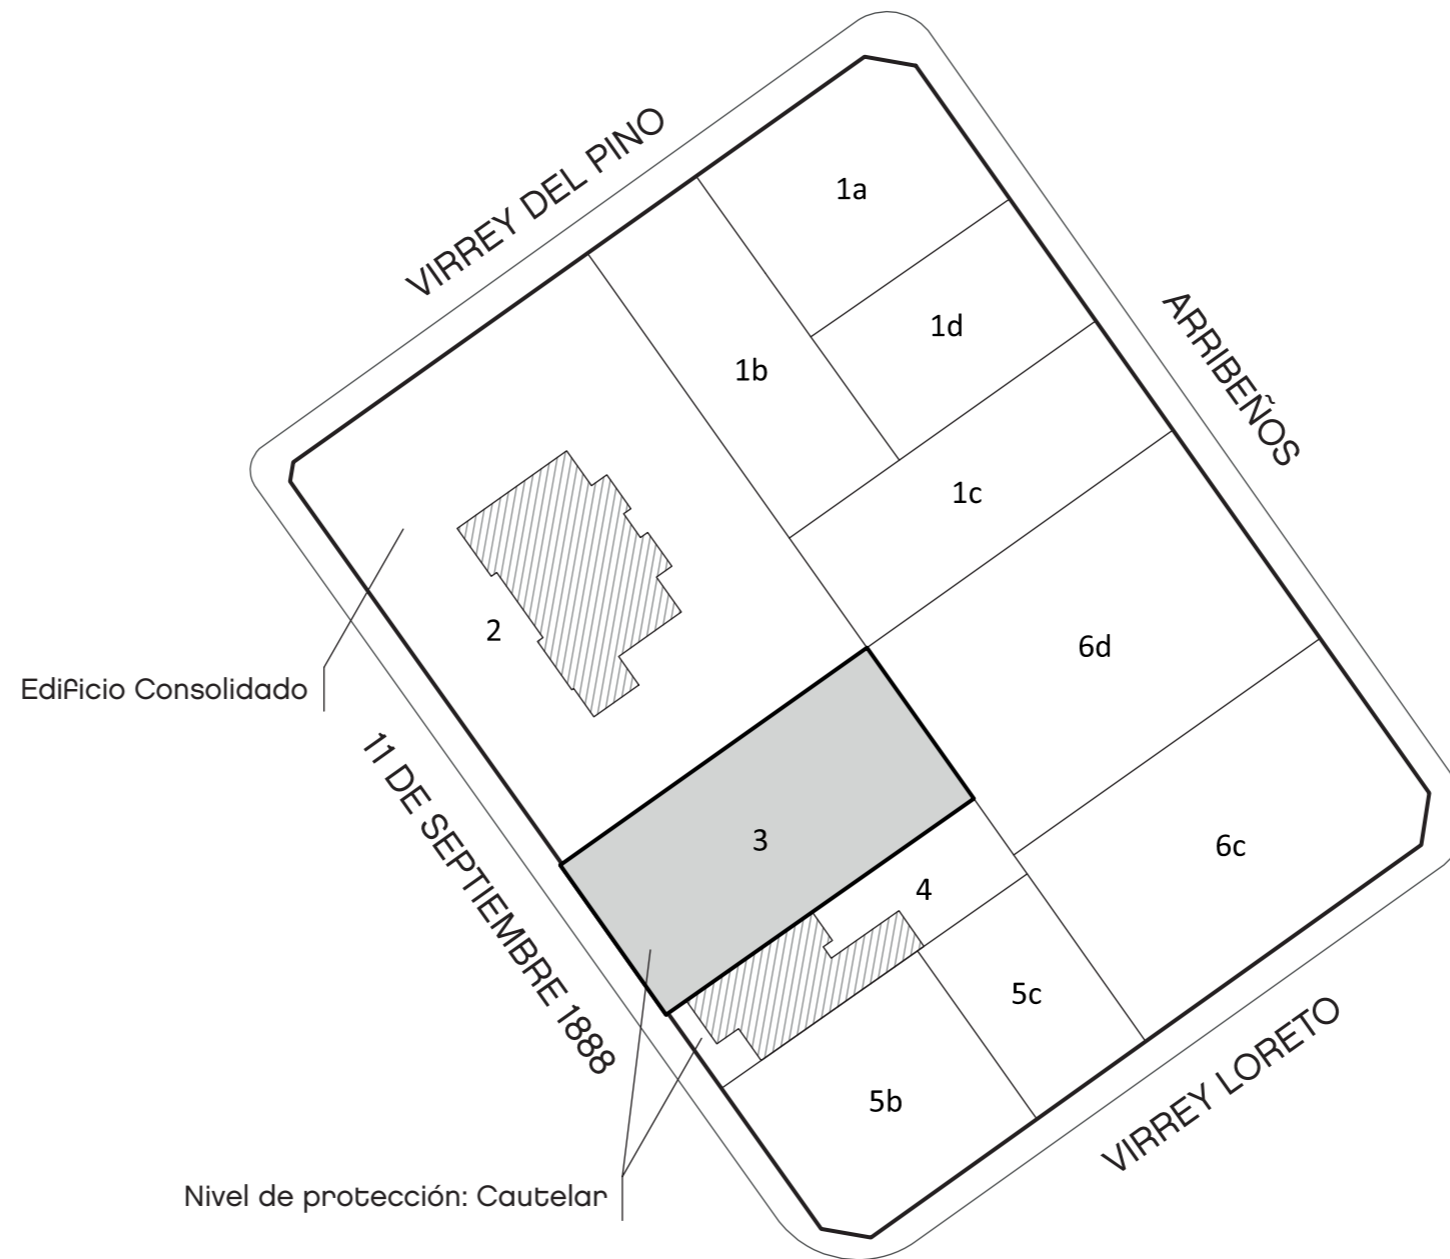 VIRREY DEL PINO
1a
1d
ARRIBEÑOS
1b
1c
2
6d
Edificio Consolidado
11 DE SEPTIEMBRE 1888
3
6c
4
5c
VIRREY LORETO
5b
Nivel de protección: Cautelar